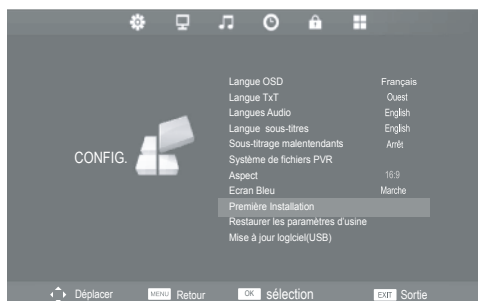 Langue OSD Français
Langue TxT Ouest
Langues Audio English
Langue sous-titres English
Sous-titrage malentendants Arrêt
Système de fichiers PVR
Aspect 16:9
Ecran Bleu Marche
Première Installation
Restaurer les paramètres d'usine
Mise à jour logiciel(USB)
CONFIG.
Déplacer MENU Retour OK sélection EXIT Sortie